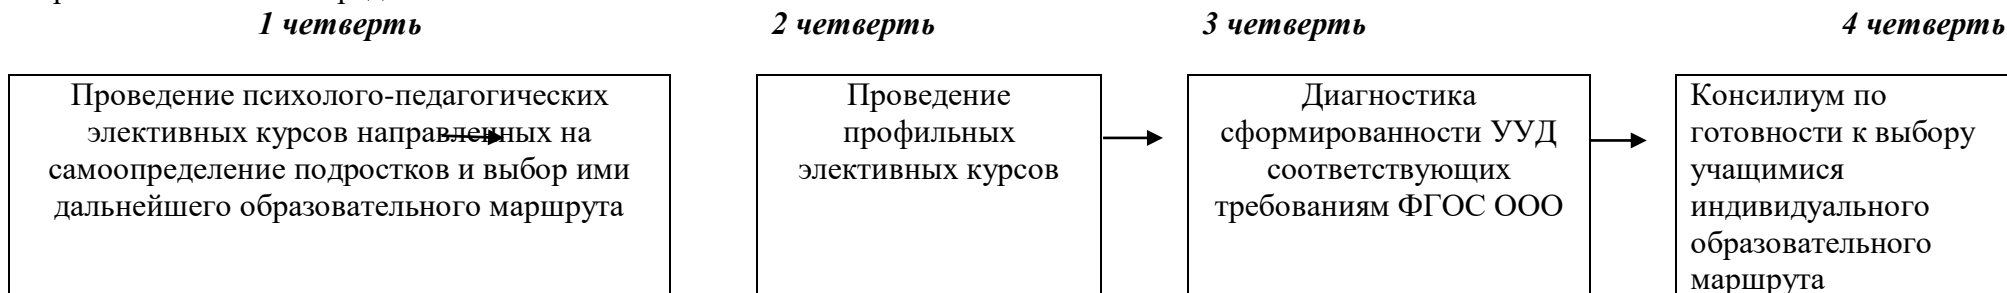 1 четверть 2 четверть 3 четверть 4 четверть
Проведение психолого-педагогических
элективных курсов направленных на
самоопределение подростков и выбор ими
дальнейшего образовательного маршрута
Проведение
профильных
элективных курсов
Диагностика
сформированности УУД
соответствующих
требованиям ФГОС ООО
Консилиум по
готовности к выбору
учащимися
индивидуального
образовательного
маршрута